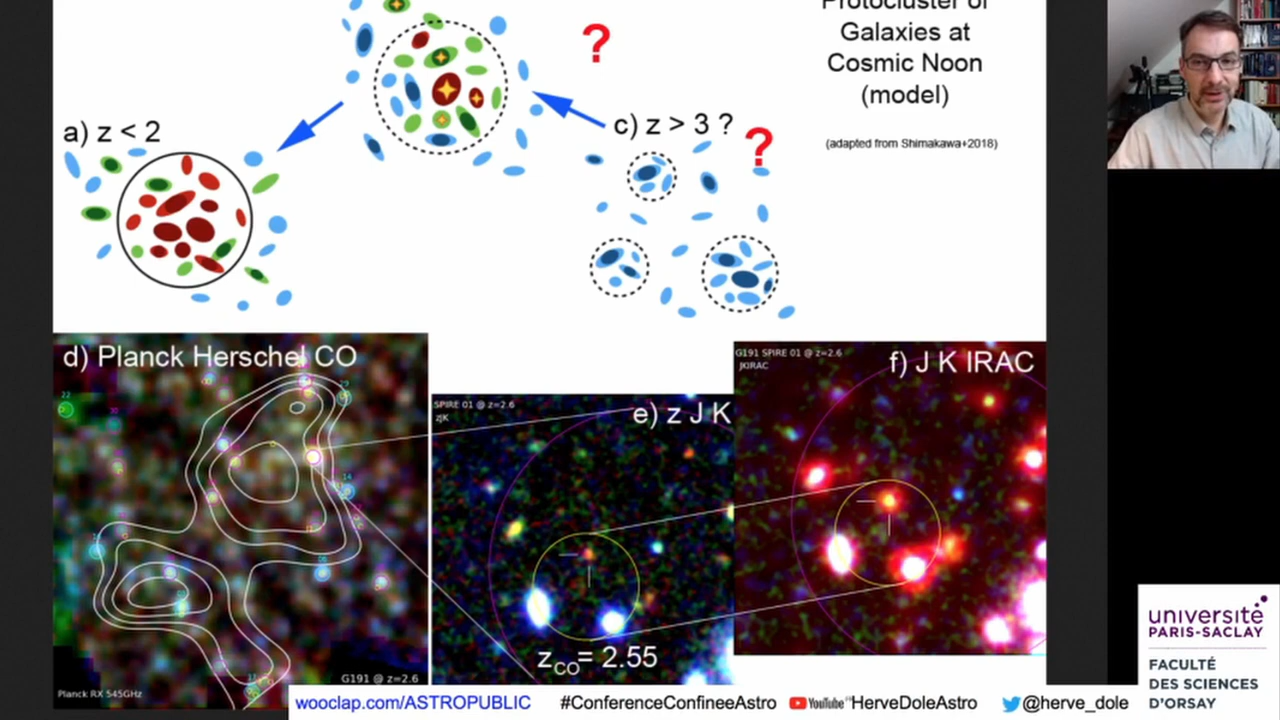 Protocluster of
Galaxies at
Cosmic Noon
(model)
(adapted from Shimakawa+2018)
?
a) z < 2
c) z > 3 ?
?
d) Planck Herschel CO
22
14
G191 @ z=2.6
Planck RX 545GHz
SPIRE 01 @ z=2.6
zJK
e) z J K
zCO= 2.55
G191 SPIRE 01 @ z=2.6
JKIRAC
f) J K IRAC
wooclap.com/ASTROPUBLIC
#ConferenceConfineeAstro
YouTube HerveDoleAstro
@herve_dole
université
PARIS-SACLAY
FACULTÉ
DES SCIENCES
D'ORSAY